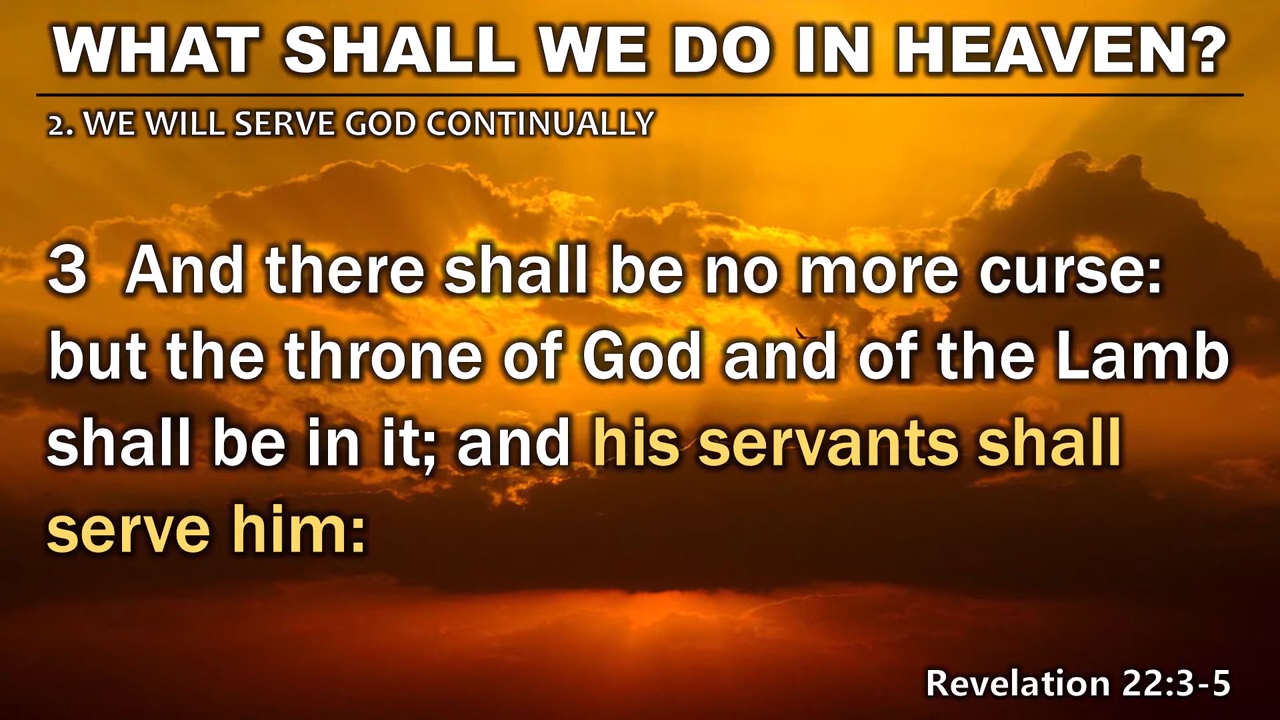 WHAT SHALL WE DO IN HEAVEN?
2. WE WILL SERVE GOD CONTINUALLY
3 And there shall be no more curse:
but the throne of God and of the Lamb
shall be in it; and his servants shall
serve him:
Revelation 22:3-5